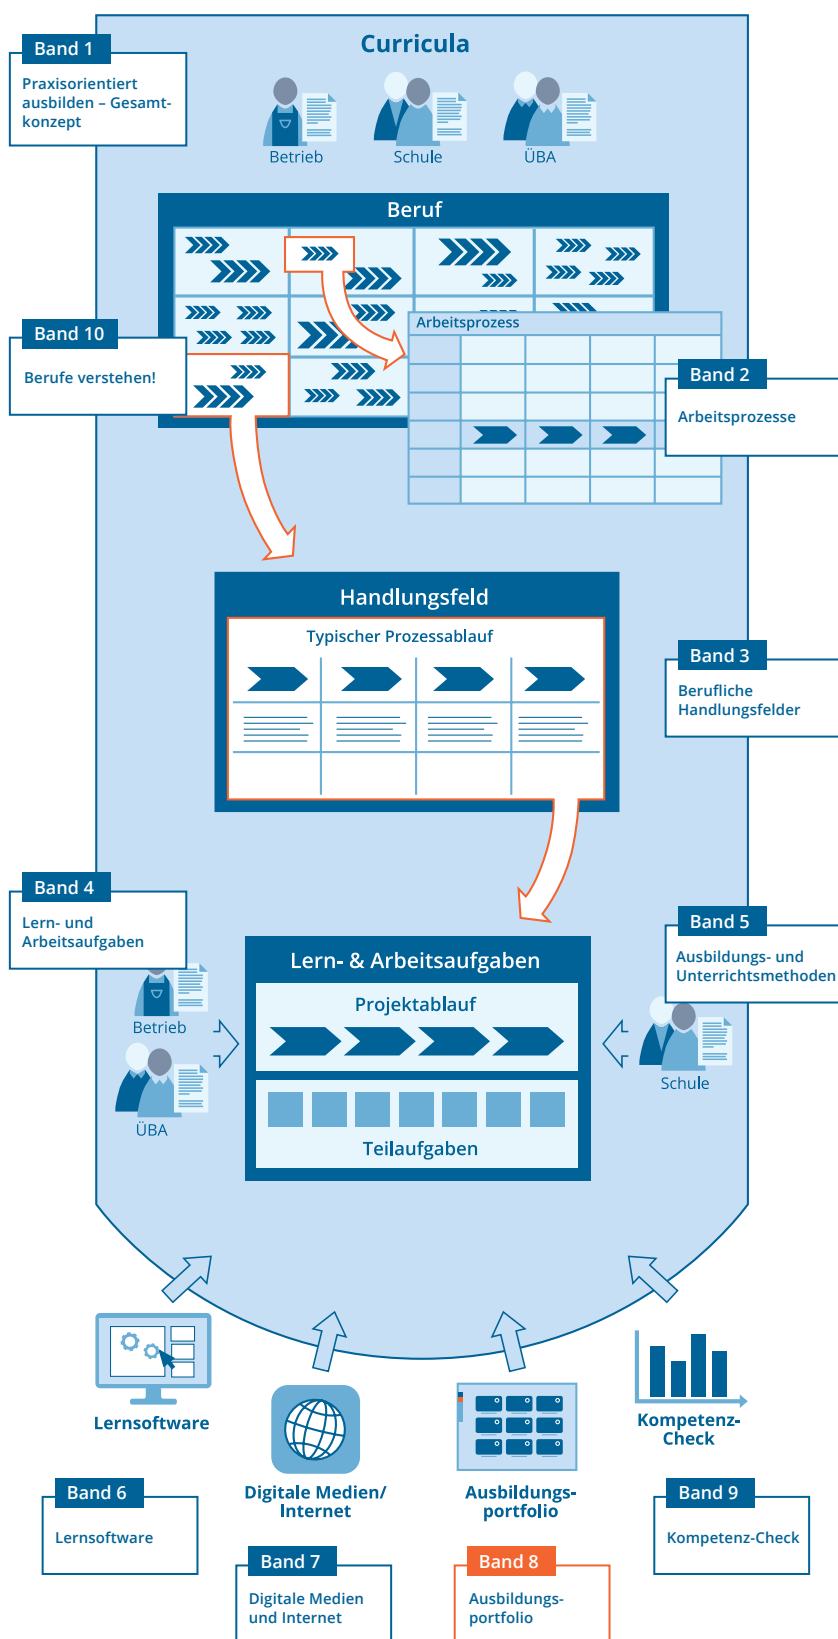 Curricula
Band 1
Praxisorientiert
ausbilden – Gesamt-
konzept
Betrieb
Schule
ÜBA
Beruf
Arbeitsprozess
Band 10
Berufe verstehen!
Band 2
Arbeitsprozesse
Handlungsfeld
Typischer Prozessablauf
Band 3
Berufliche
Handlungsfelder
Band 4
Lern- und
Arbeitsaufgaben
Band 5
Ausbildungs- und
Unterrichtsmethoden
Lern- & Arbeitsaufgaben
Projektablauf
Teilaufgaben
Betrieb
ÜBA
Schule
Lernsoftware
Digitale Medien/
Internet
Ausbildungs-
portfolio
Kompetenz-
Check
Band 6
Lernsoftware
Band 7
Digitale Medien
und Internet
Band 8
Ausbildungs-
portfolio
Band 9
Kompetenz-Check